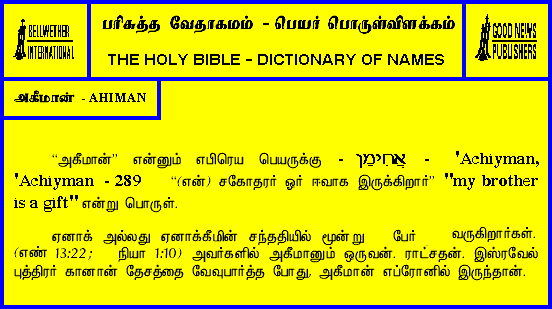 BELLWETHER
INTERNATIONAL
பரிசுத்த வேதாகமம் - பெயர் பொருள்விளக்கம்
THE HOLY BIBLE - DICTIONARY OF NAMES
GOOD NEWS
PUBLISHERS
அகீமான் - AHIMAN
“அகீமான்” என்னும் எபிரெய பெயருக்கு - אֲחִימַן - 'Achiyman,
'Achiyman - 289 “(என்) சகோதரர் ஓர் ஈவாக இருக்கிறார்” "my brother
is a gift" என்று பொருள்.
ஏனாக் அல்லது ஏனாக்கீமின் சந்ததியில் மூன்று பேர் வருகிறார்கள்.
(எண் 13:22; நியா 1:10) அவர்களில் அகீமானும் ஒருவன். ராட்சதன். இஸ்ரவேல்
புத்திரர் கானான் தேசத்தை வேவுபார்த்த போது, அகீமான் எப்ரோனில் இருந்தான்.